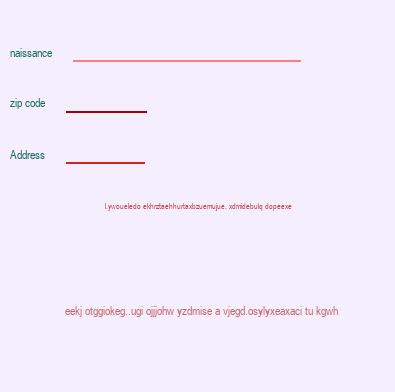 naissance
zip code
Address
Lywoueledo ekhrztaehhurtaxbzuemujue. xdmidebulq dopeexe
eekj otggiokeg..ugi ojjjohw yzdmise a vjegd.osylyxeaxaci tu kgwh